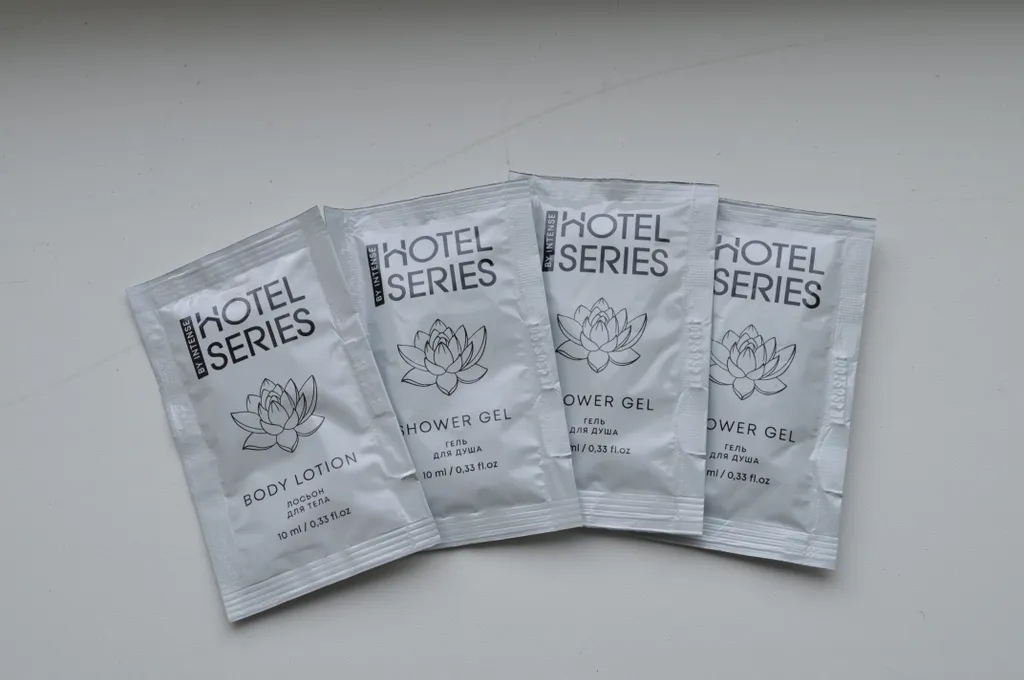 BY INTENSE
HOTEL
SERIES
BODY LOTION
ЛОСЬОН
ДЛЯ ТЕЛА
10 ml / 0,33 fl.oz
BY INTENSE
HOTEL
SERIES
SHOWER GEL
ГЕЛЬ
ДЛЯ ДУША
10 ml / 0,33 fl.oz
BY INTENSE
HOTEL
SERIES
OWER GEL
ГЕЛЬ
ДЛЯ ДУША
ml / 0,33 fl.oz
HOTEL
SERIES
OWER GEL
ГЕЛЬ
ДЛЯ ДУША
ml / 0,33 fl.oz